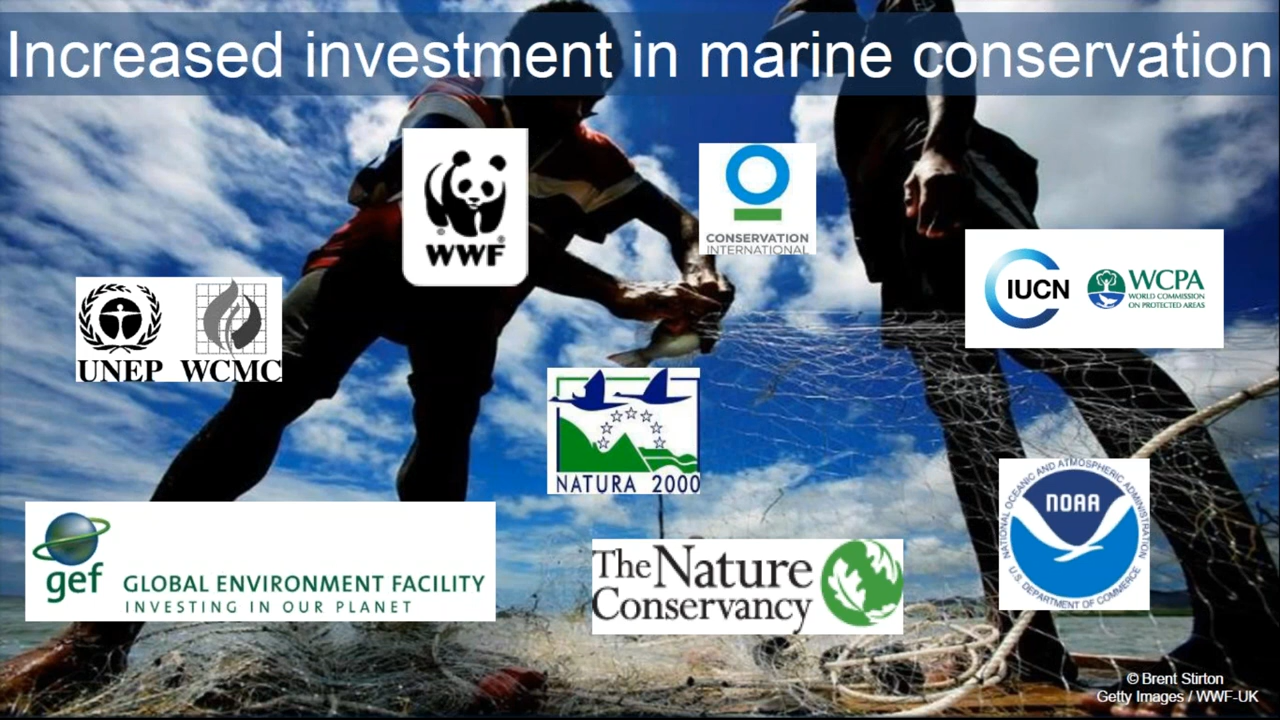 Increased investment in marine conservation
WWF
CONSERVATION
INTERNATIONAL
IUCN
WCPA
WORLD COMMISSION
ON PROTECTED AREAS
UNEP WCMC
NATURA 2000
NOAA
NATIONAL OCEANIC AND ATMOSPHERIC ADMINISTRATION
U.S. DEPARTMENT OF COMMERCE
gef
GLOBAL ENVIRONMENT FACILITY
INVESTING IN OUR PLANET
The Nature
Conservancy
© Brent Stirton
Getty Images / WWF-UK